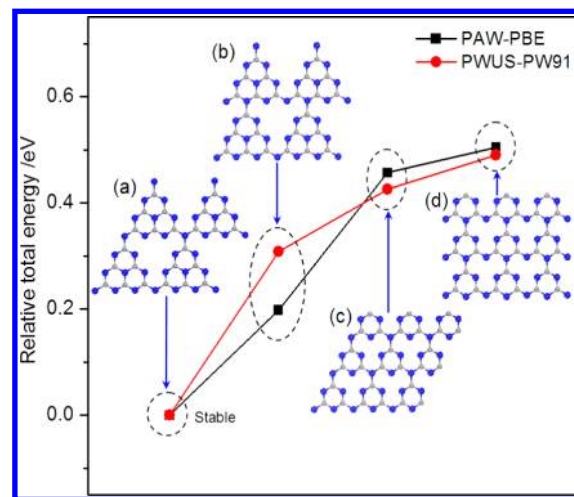 PAW-PBE
PWUS-PW91
(b)
(a)
(d)
(c)
Stable
Relative total energy /eV
0.6
0.4
0.2
0.0